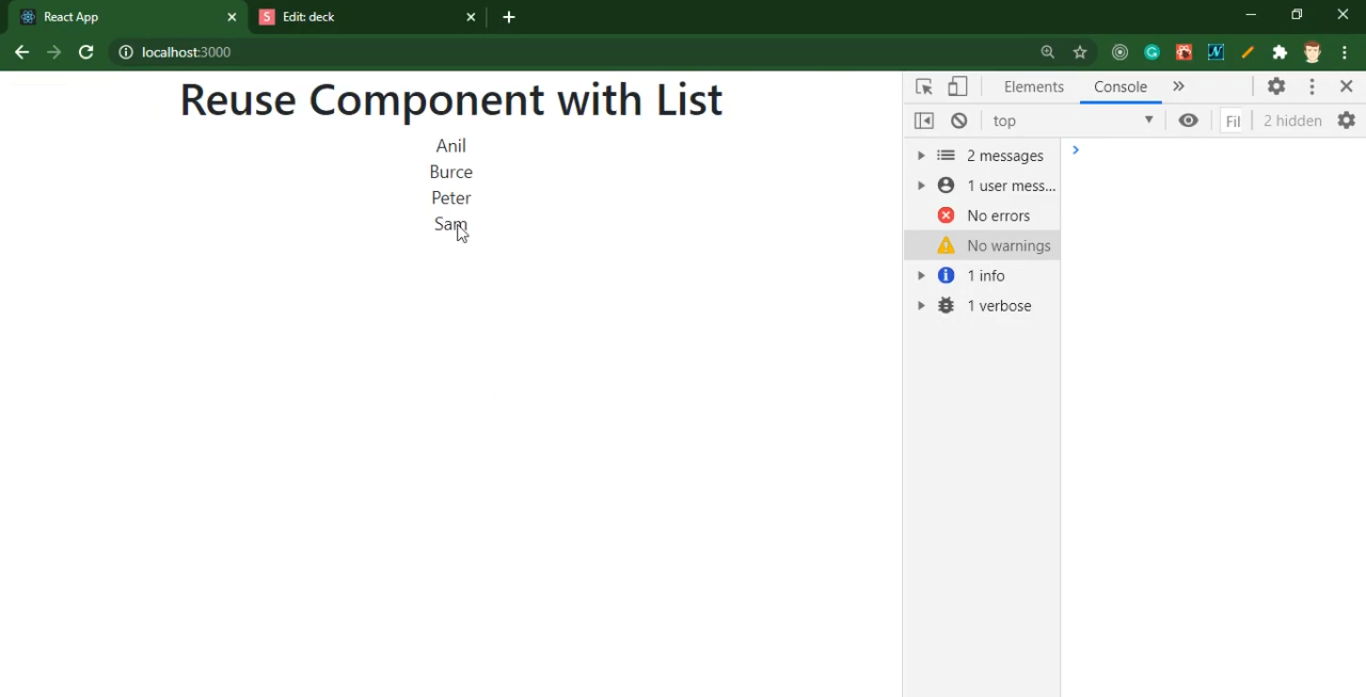 React App
Edit: deck
localhost:3000
Reuse Component with List
Anil
Burce
Peter
Sam
Elements
Console
top
Fil
2 hidden
2 messages
1 user mess...
No errors
No warnings
1 info
1 verbose